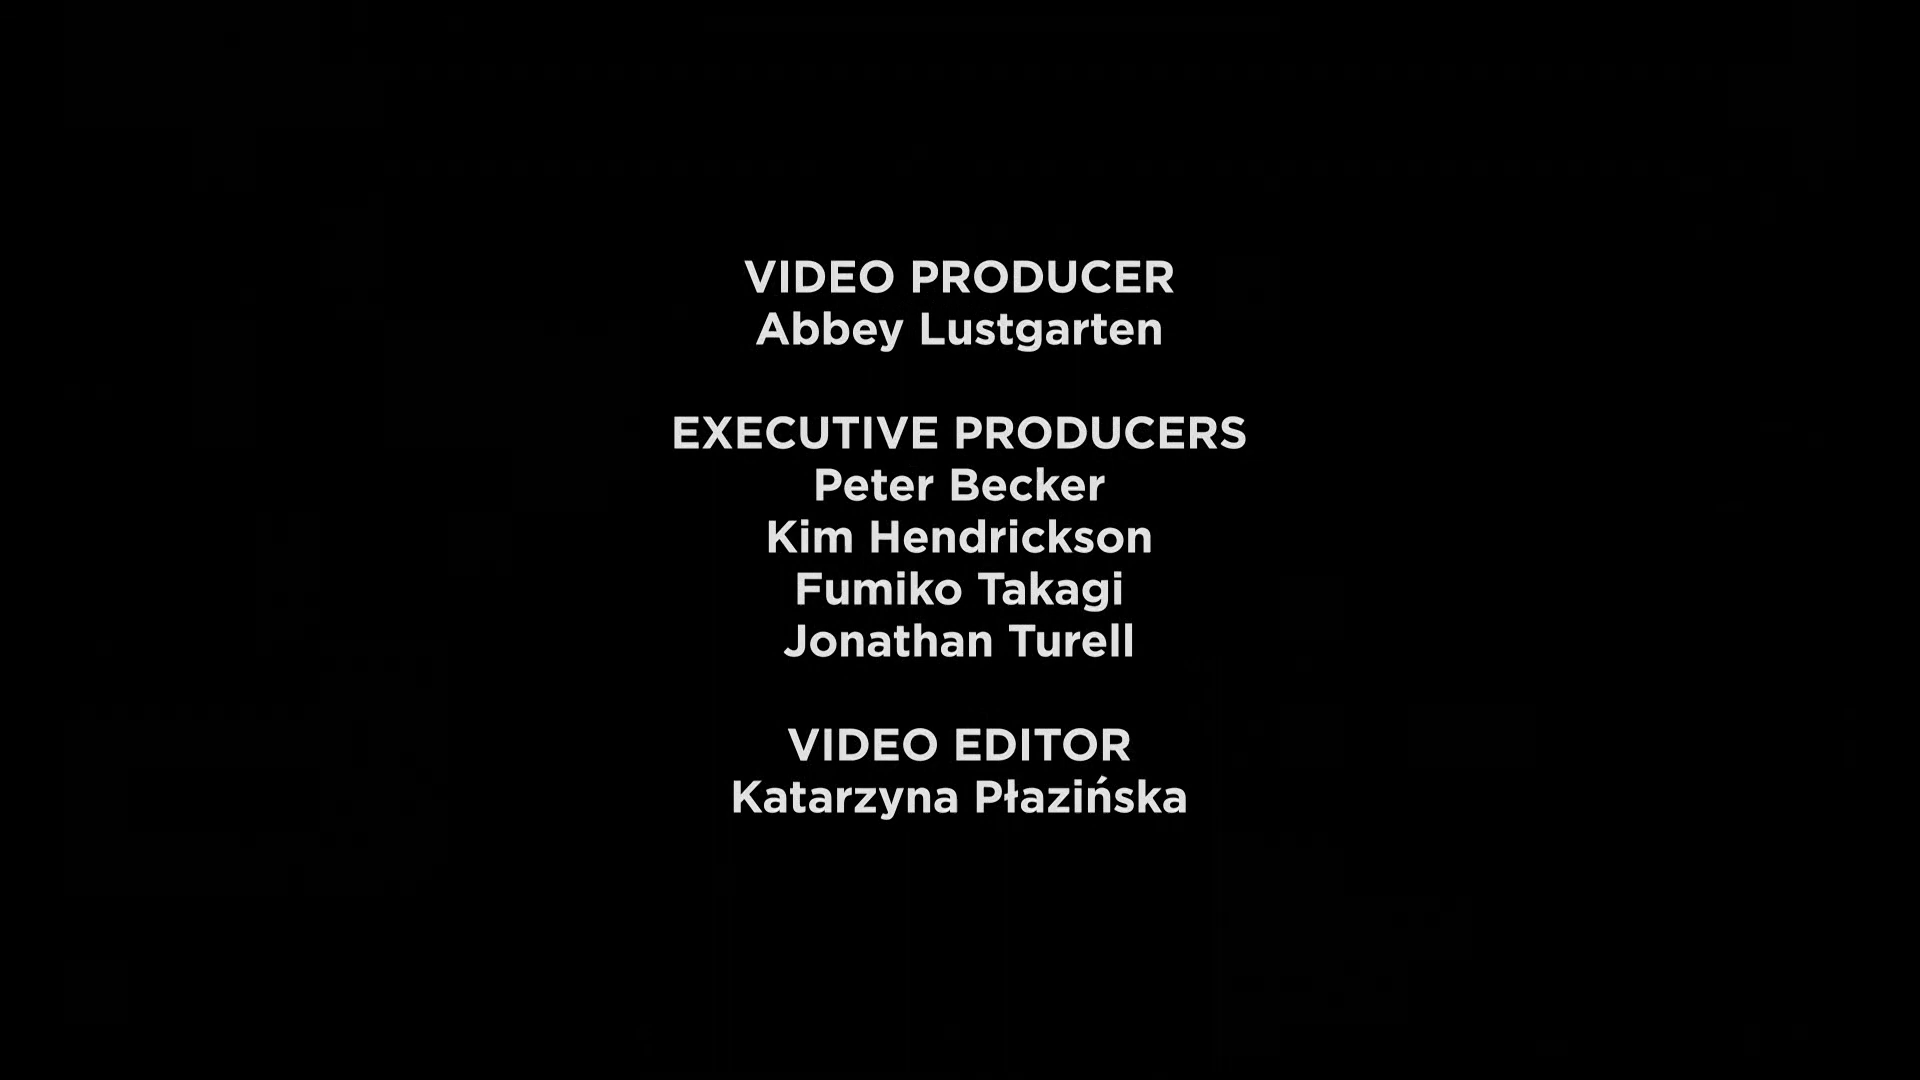 VIDEO PRODUCER
Abbey Lustgarten
EXECUTIVE PRODUCERS
Peter Becker
Kim Hendrickson
Fumiko Takagi
Jonathan Turell
VIDEO EDITOR
Katarzyna Płazińska